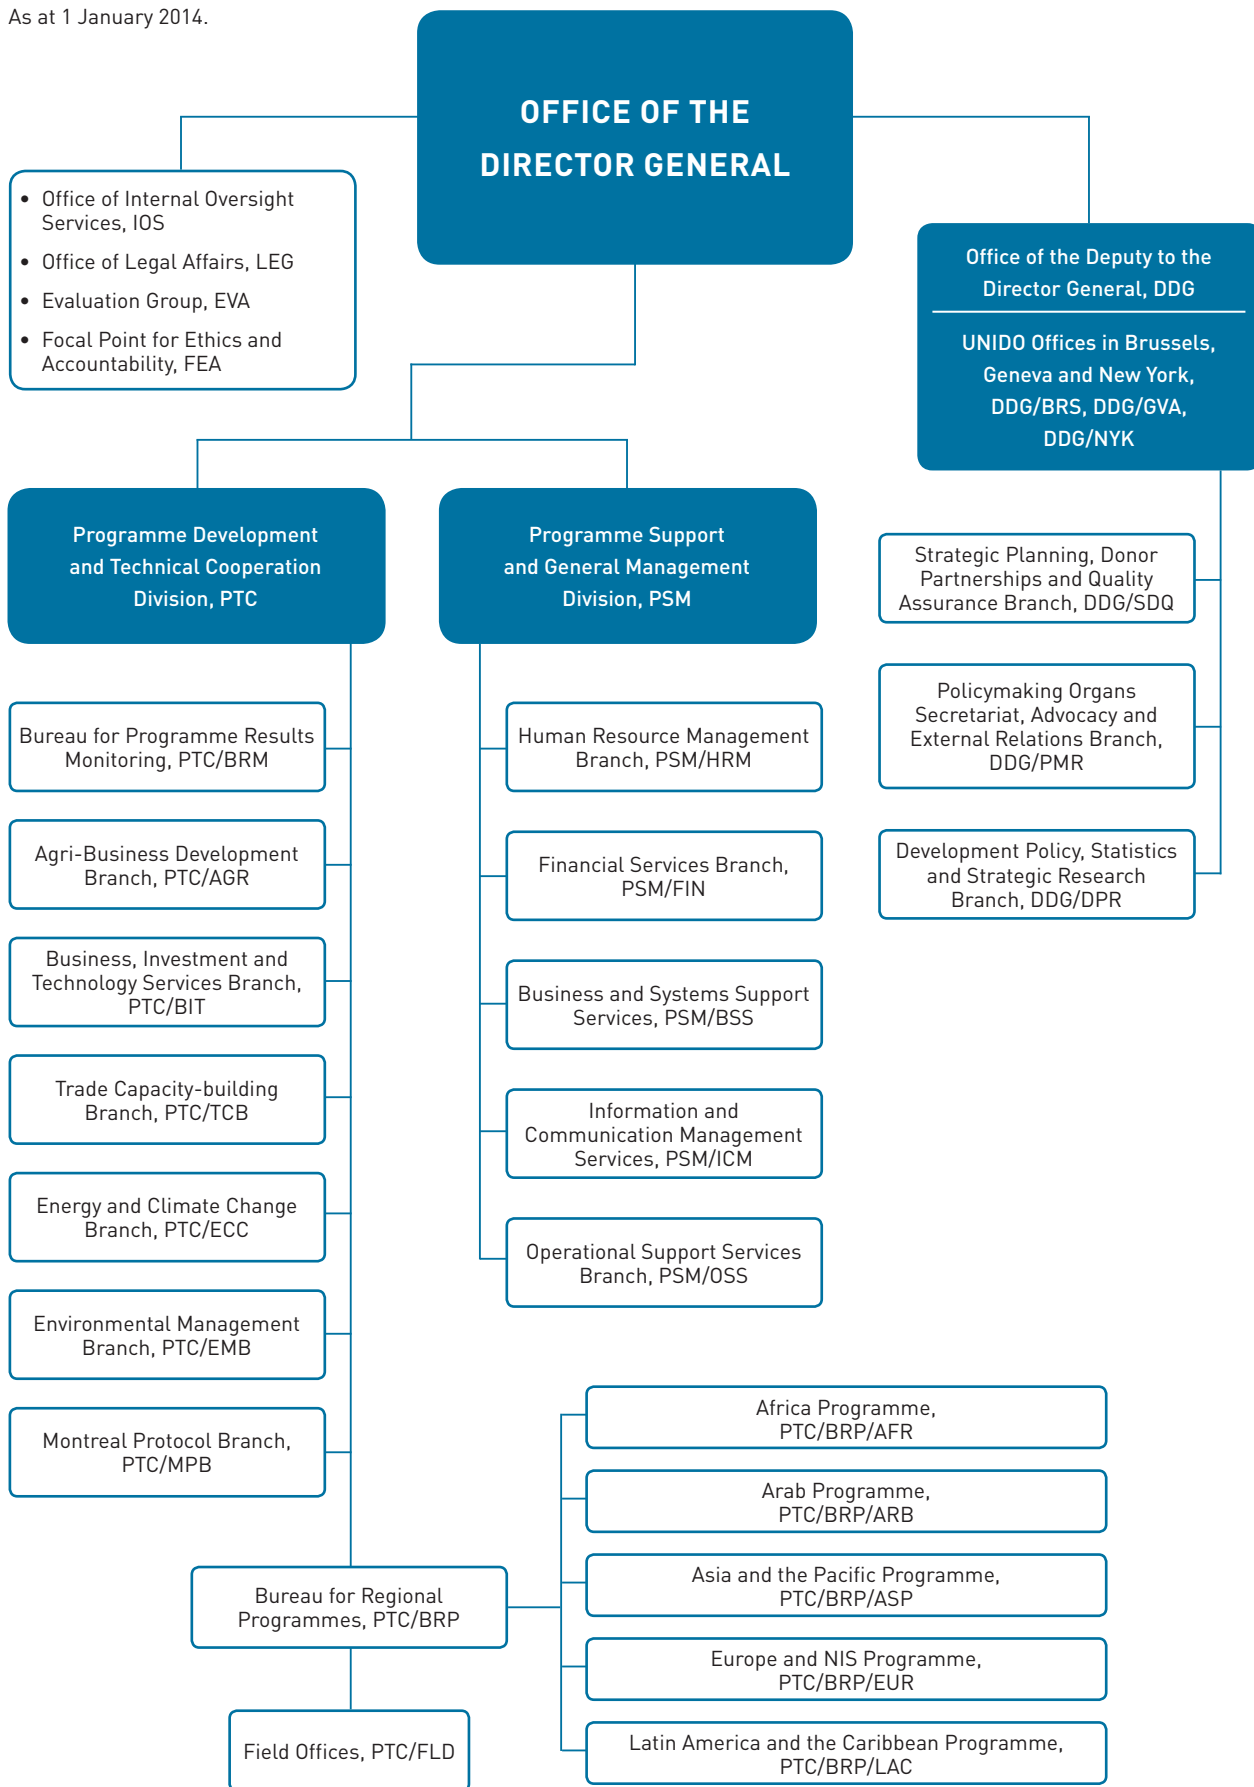 As at 1 January 2014.
OFFICE OF THE
DIRECTOR GENERAL
• Office of Internal Oversight
Services, IOS
• Office of Legal Affairs, LEG
• Evaluation Group, EVA
• Focal Point for Ethics and
Accountability, FEA
Office of the Deputy to the
Director General, DDG
UNIDO Offices in Brussels,
Geneva and New York,
DDG/BRS, DDG/GVA,
DDG/NYK
Programme Development
and Technical Cooperation
Division, PTC
Programme Support
and General Management
Division, PSM
Strategic Planning, Donor
Partnerships and Quality
Assurance Branch, DDG/SDQ
Policymaking Organs
Secretariat, Advocacy and
External Relations Branch,
DDG/PMR
Development Policy, Statistics
and Strategic Research
Branch, DDG/DPR
Bureau for Programme Results
Monitoring, PTC/BRM
Agri-Business Development
Branch, PTC/AGR
Business, Investment and
Technology Services Branch,
PTC/BIT
Trade Capacity-building
Branch, PTC/TCB
Energy and Climate Change
Branch, PTC/ECC
Environmental Management
Branch, PTC/EMB
Montreal Protocol Branch,
PTC/MPB
Human Resource Management
Branch, PSM/HRM
Financial Services Branch,
PSM/FIN
Business and Systems Support
Services, PSM/BSS
Information and
Communication Management
Services, PSM/ICM
Operational Support Services
Branch, PSM/OSS
Bureau for Regional
Programmes, PTC/BRP
Field Offices, PTC/FLD
Africa Programme,
PTC/BRP/AFR
Arab Programme,
PTC/BRP/ARB
Asia and the Pacific Programme,
PTC/BRP/ASP
Europe and NIS Programme,
PTC/BRP/EUR
Latin America and the Caribbean Programme,
PTC/BRP/LAC